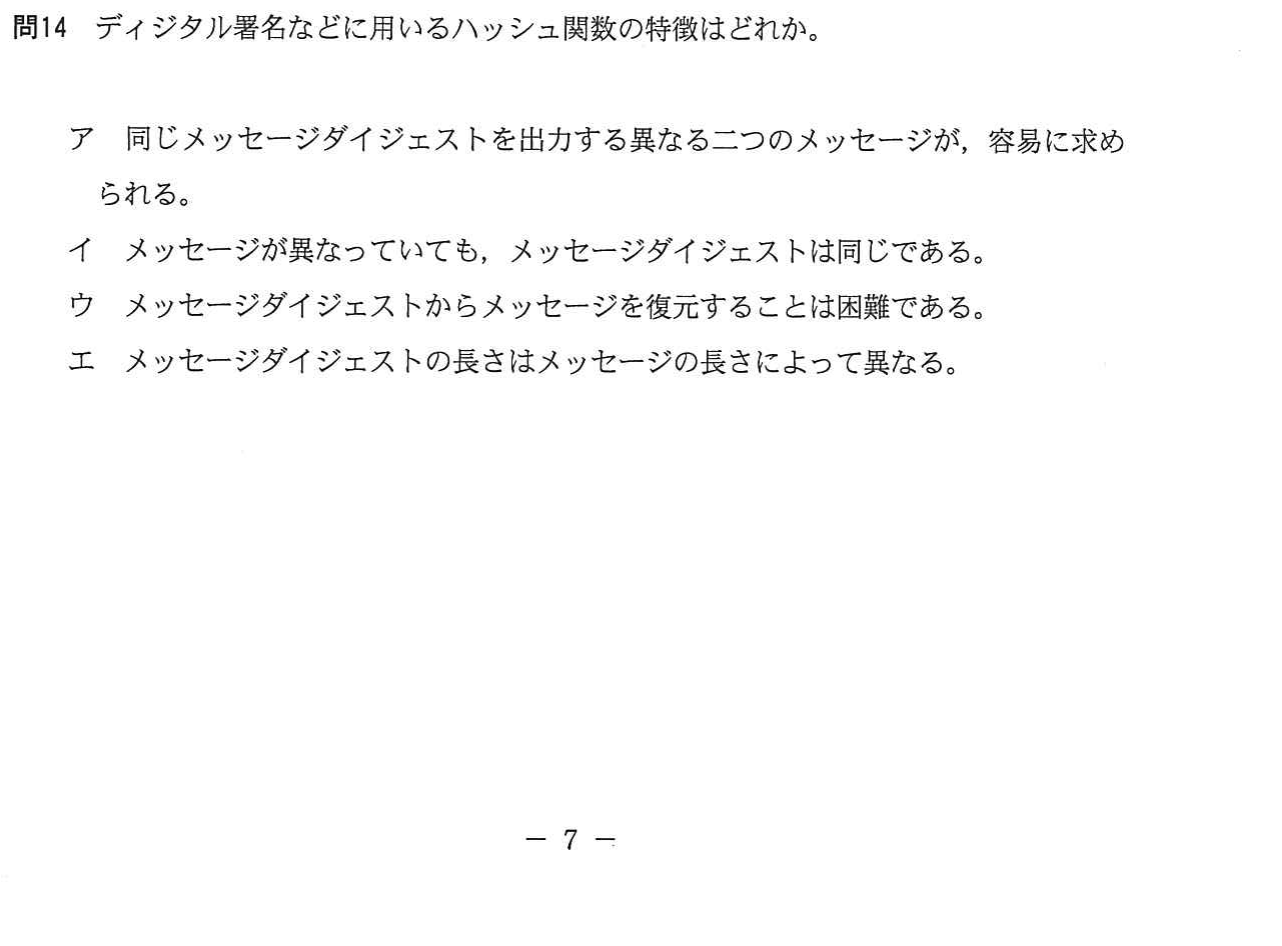 問14 ディジタル署名などに用いるハッシュ関数の特徴はどれか。
ア 同じメッセージダイジェストを出力する異なる二つのメッセージが，容易に求め
られる。
イ メッセージが異なっていても，メッセージダイジェストは同じである。
ウ メッセージダイジェストからメッセージを復元することは困難である。
エ メッセージダイジェストの長さはメッセージの長さによって異なる。
－ 7 －